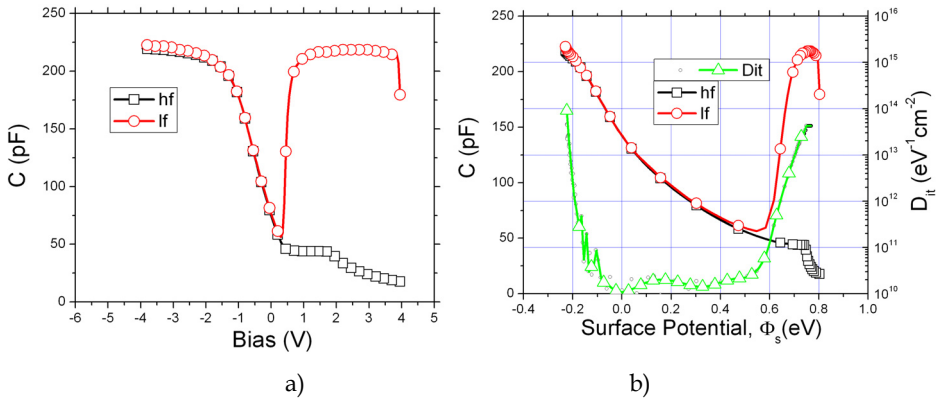 C (pF)
250
200
150
100
50
0
hf
lf
-5 -4 -3 -2 -1 0 1 2 3 4 5 6
Bias (V)
a)
C (pF)
250
200
150
100
50
0
Dit
hf
lf
10^16
10^15
10^14
10^13
10^12
10^11
10^10
D_it (eV^-1cm^-2)
-0.4 -0.2 0.0 0.2 0.4 0.6 0.8 1.0
Surface Potential, Φ_s(eV)
b)